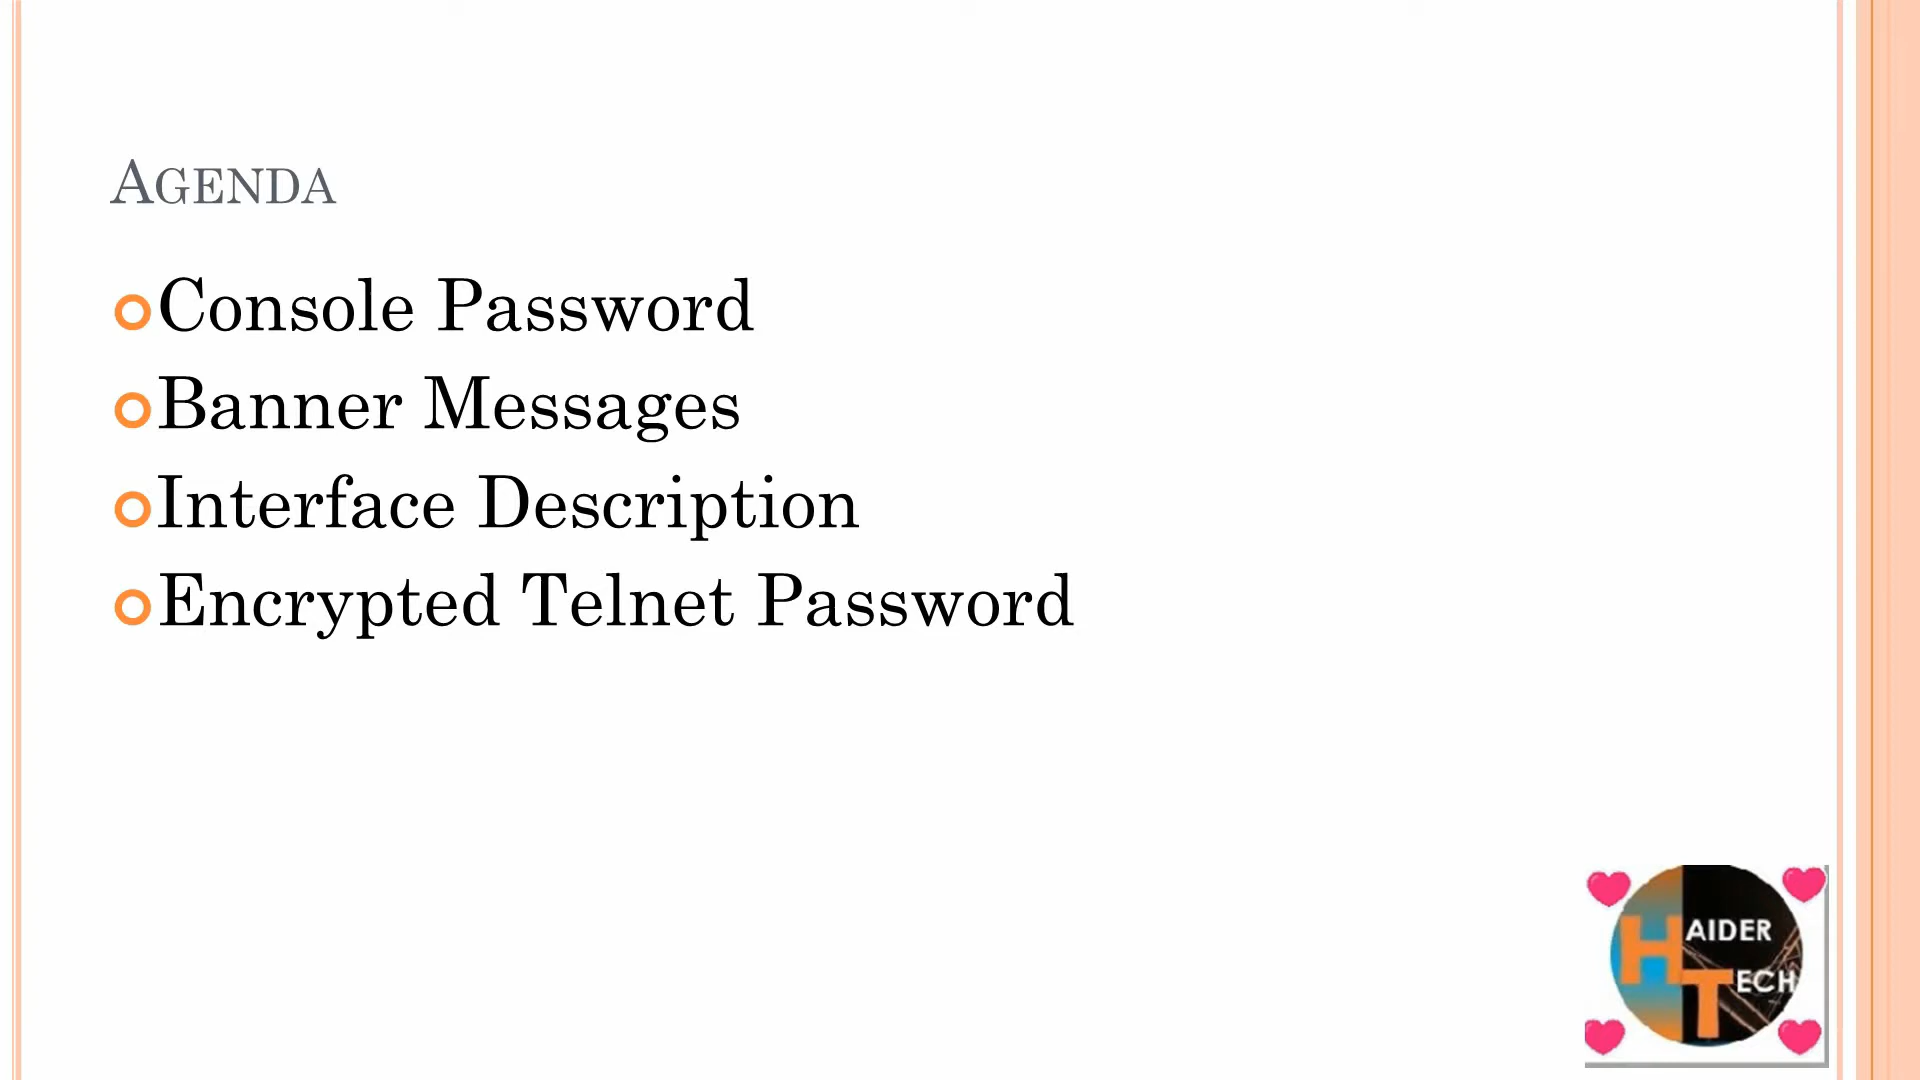 Agenda
Console Password
Banner Messages
Interface Description
Encrypted Telnet Password
HAIDER
TECH